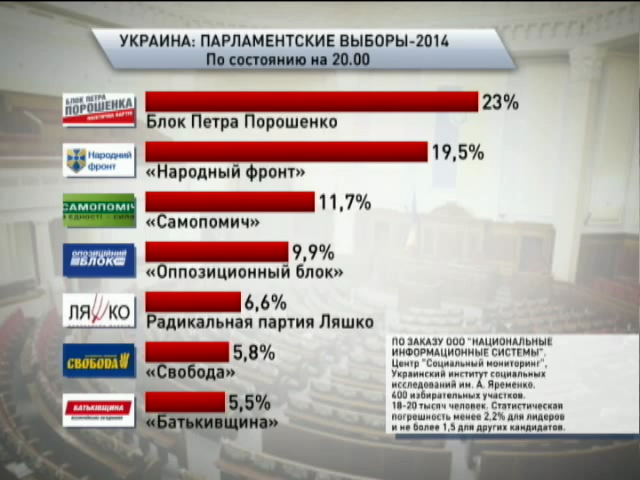 УКРАИНА: ПАРЛАМЕНТСКИЕ ВЫБОРЫ-2014
По состоянию на 20.00
БЛОК ПЕТРА
ПОРОШЕНКА
23%
Блок Петра Порошенко
Народний
фронт
19,5%
«Народный фронт»
САМОПОМІЧ
11,7%
«Самопомич»
ОПОЗИЦІЙНИЙ
БЛОК
9,9%
«Оппозиционный блок»
ЛЯШКО
6,6%
Радикальная партия Ляшко
СВОБОДА
5,8%
«Свобода»
БАТЬКІВЩИНА
5,5%
«Батькивщина»
ПО ЗАКАЗУ ООО "НАЦИОНАЛЬНЫЕ
ИНФОРМАЦИОННЫЕ СИСТЕМЫ",
Центр "Социальный мониторинг",
Украинский институт социальных
исследований им. А. Яременко.
400 избирательных участков.
18-20 тысяч человек. Статистическая
погрешность менее 2,2% для лидеров
и не более 1,5 для других кандидатов.